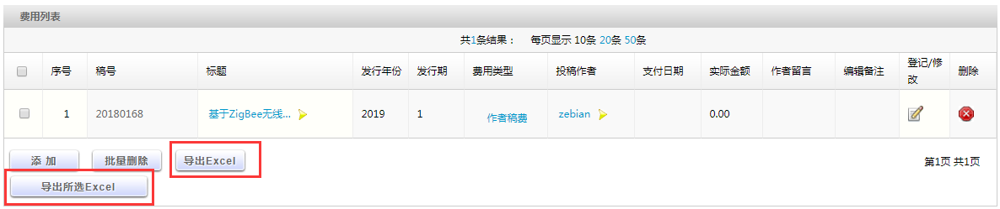 费用列表
共1条结果： 每页显示 10条 20条 50条
序号 稿号 标题 发行年份 发行期 费用类型 投稿作者 支付日期 实际金额 作者留言 编辑备注 登记/修改 删除
1 20180168 基于ZigBee无线... 2019 1 作者稿费 zebian 0.00
添 加 批量删除 导出Excel 第1页 共1页
导出所选Excel